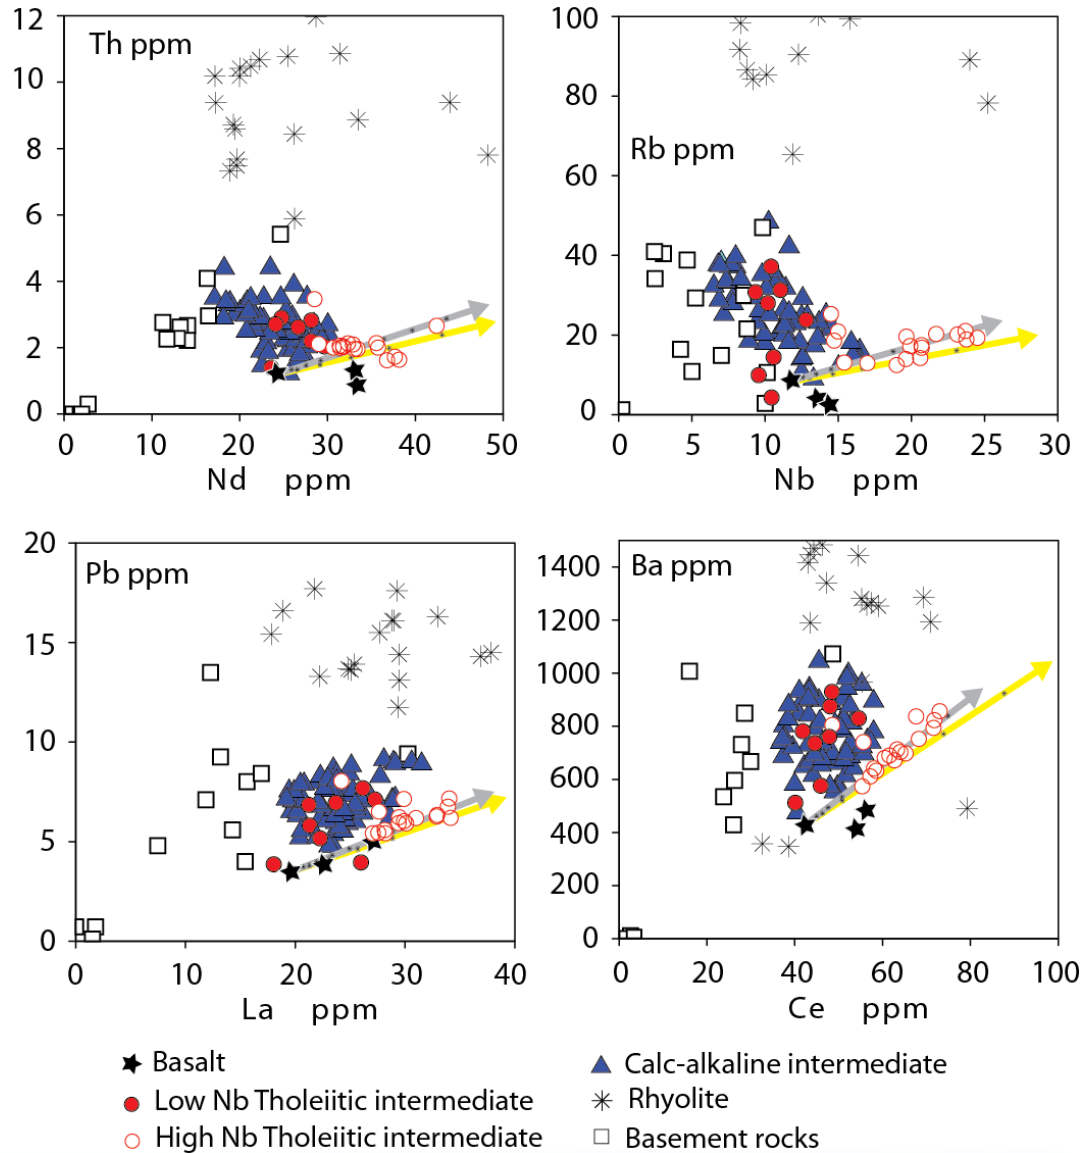 12
Th ppm
10
8
6
4
2
0
0 10 20 30 40 50
Nd ppm
100
80
Rb ppm
60
40
20
0
0 5 10 15 20 25 30
Nb ppm
20
Pb ppm
15
10
5
0
0 10 20 30 40
La ppm
1400
Ba ppm
1200
1000
800
600
400
200
0
0 20 40 60 80 100
Ce ppm
Basalt
Low Nb Tholeiitic intermediate
High Nb Tholeiitic intermediate
Calc-alkaline intermediate
Rhyolite
Basement rocks